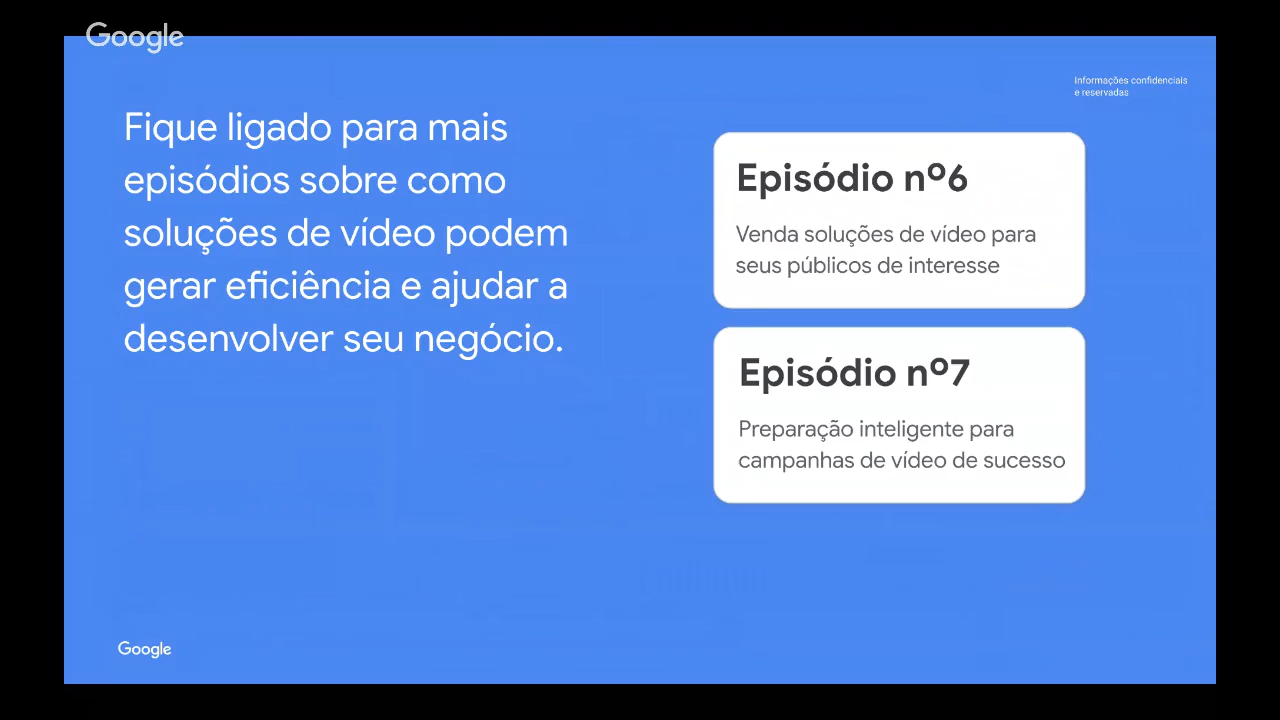 Google
Informações confidenciais
e reservadas
Fique ligado para mais
episódios sobre como
soluções de vídeo podem
gerar eficiência e ajudar a
desenvolver seu negócio.
Episódio nº6
Venda soluções de vídeo para
seus públicos de interesse
Episódio nº7
Preparação inteligente para
campanhas de vídeo de sucesso
Google